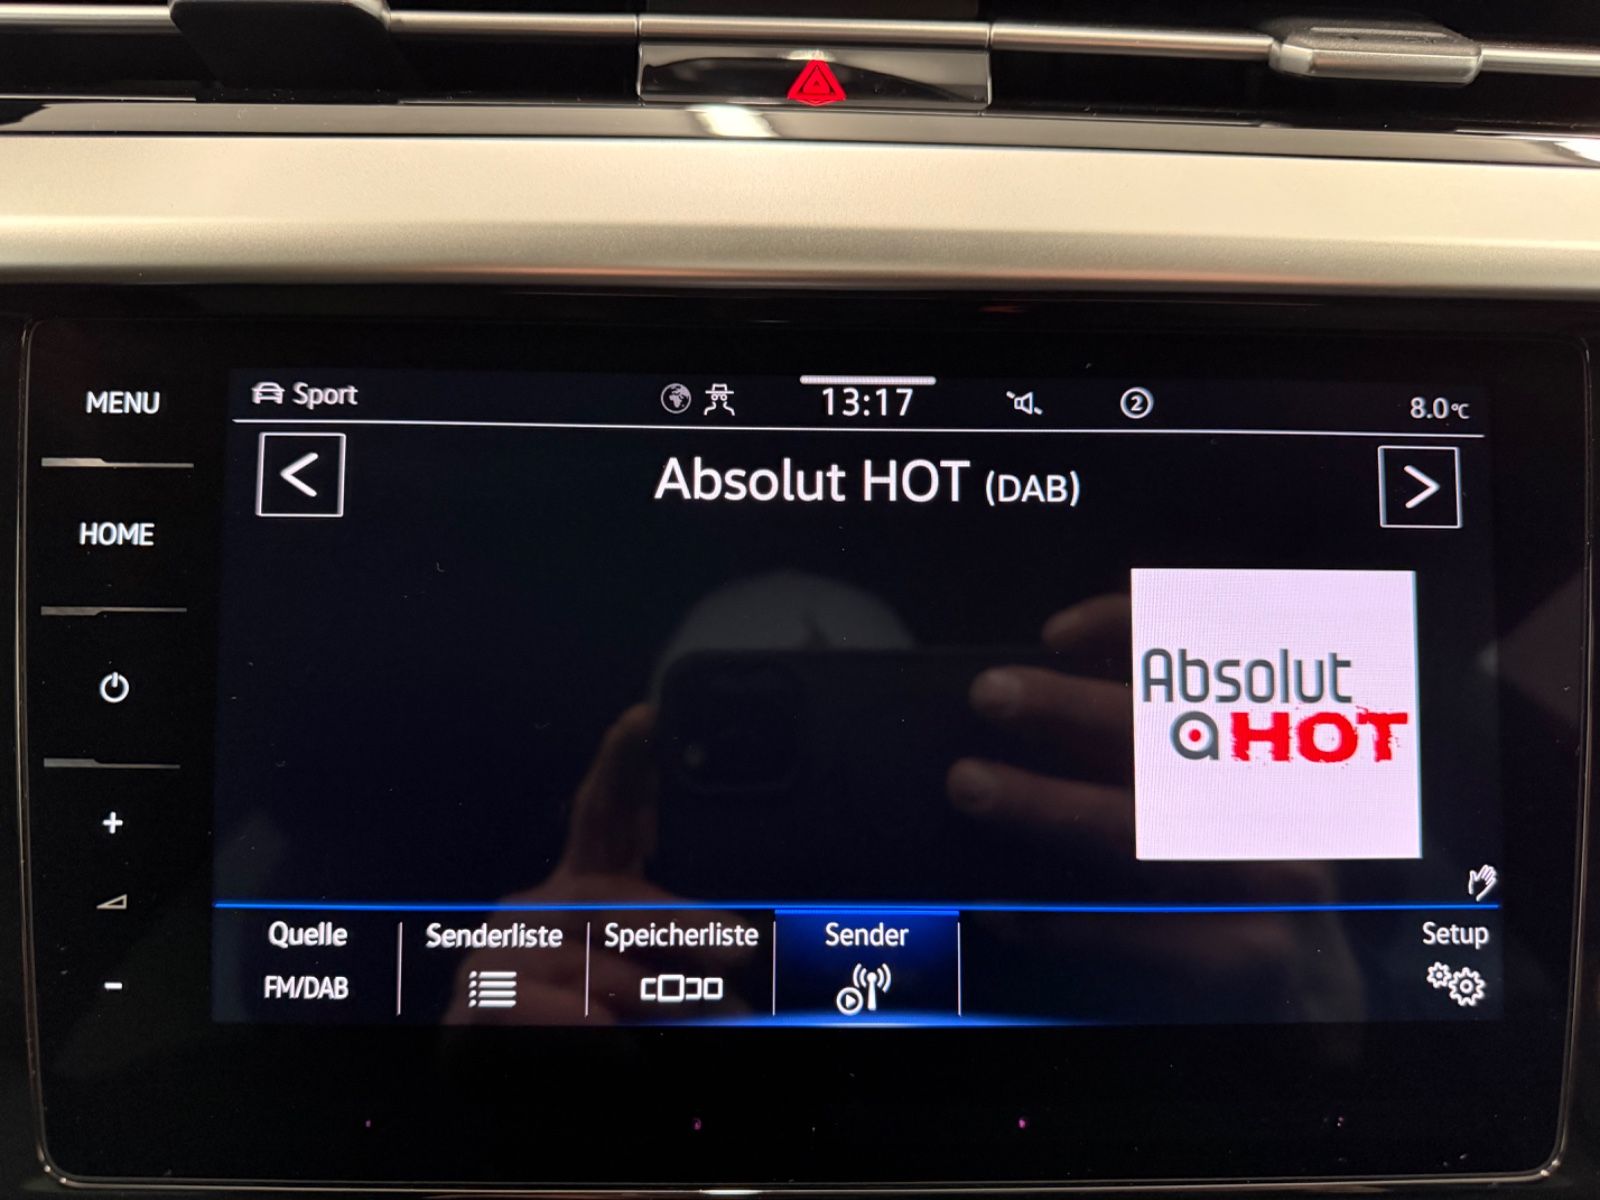 Sport
13:17
2
8.0°C
MENU
<
Absolut HOT (DAB)
>
HOME
Absolut
a HOT
+
-
Quelle
FM/DAB
Senderliste
Speicherliste
Sender
Setup